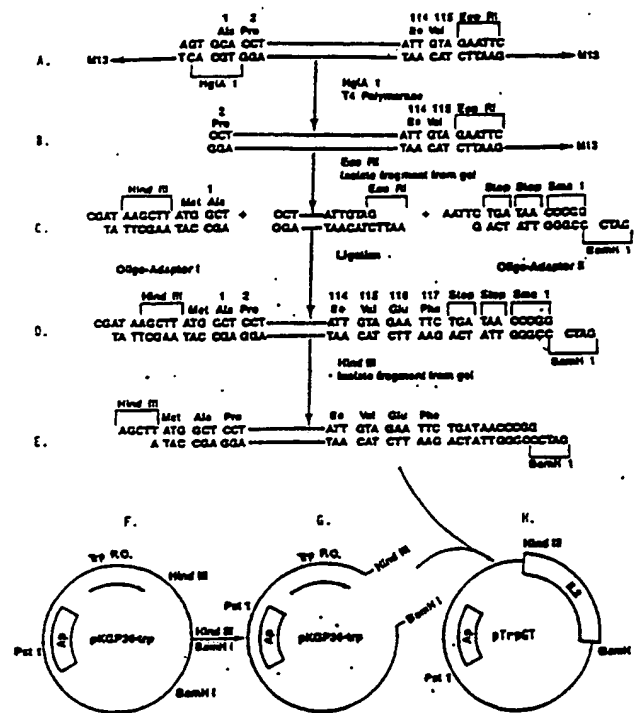 1 2 114 115 Eco RI
Ala Pro Ile Val
AGT GCA CCT ATT GTA GAATTC
A. M13 TCA CGT GGA TAA CAT CTTAAG M13
HgiA I
HgiA I
T4 Polymerase
2 114 115 Eco RI
Pro Ile Val
CCT ATT GTA GAATTC
B. GGA TAA CAT CTTAAG M13
Eco RI
Isolate fragment from gel
Hind III 1 Eco RI Stop Stop Sma I
Met Ala
CGAT AAGCTT ATG GCT + CCT ATTGTAG + AATTC TGA TAA CCCGG
C. TA TTCGAA TAC CGA GGA TAACATCTTAA G ACT ATT GGGCC CTAG
BamH I
Oligo-Adaptor I Ligation Oligo-Adaptor II
Hind III 1 2 114 115 116 117 Stop Stop Sma I
Met Ala Pro Ile Val Glu Phe
CGAT AAGCTT ATG GCT CCT ATT GTA GAA TTC TGA TAA CCCGG
D. TA TTCGAA TAC CGA GGA TAA CAT CTT AAG ACT ATT GGGCC CTAG
BamH I
Hind III
Isolate fragment from gel
Hind III
Met Ala Pro Ile Val Glu Phe
AGCTT ATG GCT CCT ATT GTA GAA TTC TGATAACCCGG
E. A TAC CGA GGA TAA CAT CTT AAG ACTATTGGGCCCTAG
BamH I
F. G. H.
Trp P.O. Hind III
Pst I Ap pKGP36-trp
BamH I
Hind III
BamH I
Trp P.O. Hind III
Pst I Ap pKGP36-trp
BamH I
Hind III
Ap pTrpGT
Pst I BamH